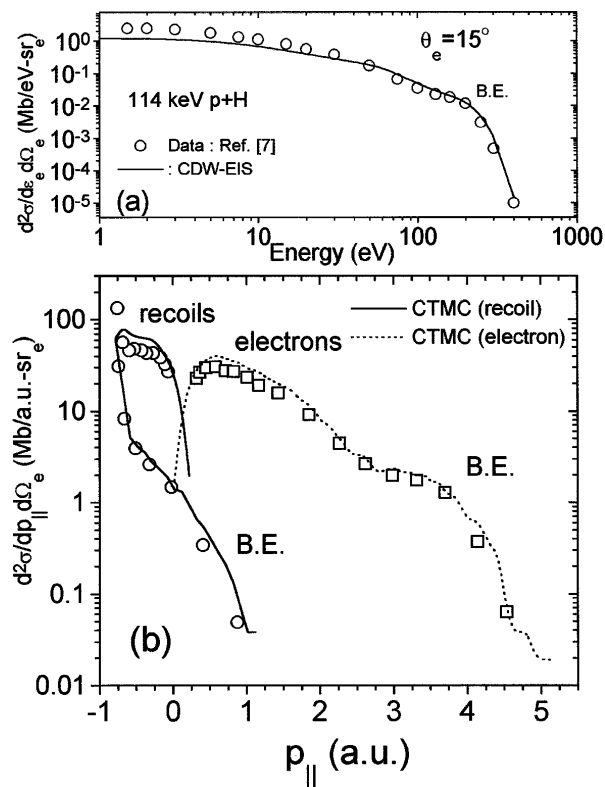 d²σ/dε_e dΩ_e (Mb/eV-sr_e)
10⁰
10⁻¹
10⁻²
10⁻³
10⁻⁴
10⁻⁵
θ_e=15°
B.E.
114 keV p+H
○ Data : Ref. [7]
—— : CDW-EIS
(a)
1 10 100 1000
Energy (eV)
d²σ/dp_|| dΩ_e (Mb/a.u.-sr_e)
100
10
1
0.1
0.01
recoils
electrons
CTMC (recoil)
CTMC (electron)
B.E.
B.E.
(b)
-1 0 1 2 3 4 5
p_|| (a.u.)